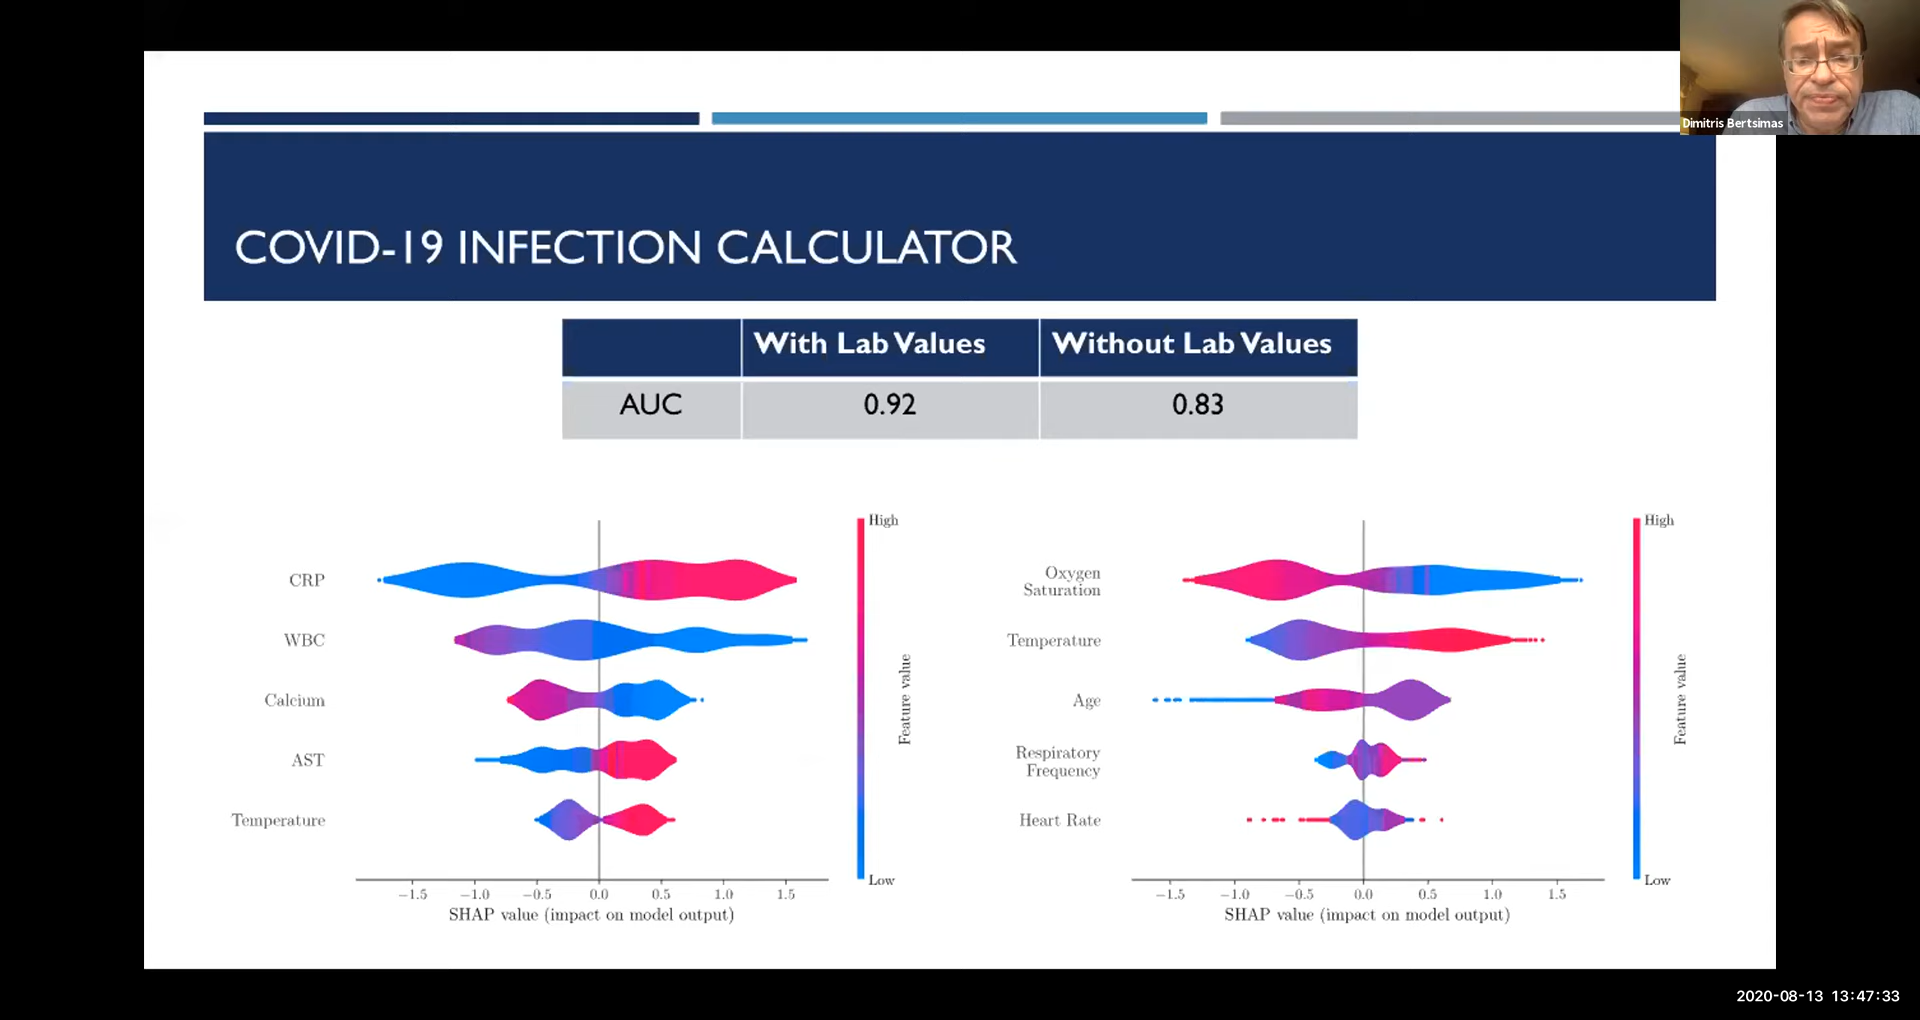 Dimitris Bertsimas
COVID-19 INFECTION CALCULATOR
With Lab Values Without Lab Values
AUC 0.92 0.83
High
CRP
WBC
Calcium
AST
Temperature
Feature value
Low
−1.5 −1.0 −0.5 0.0 0.5 1.0 1.5
SHAP value (impact on model output)
High
Oxygen
Saturation
Temperature
Age
Respiratory
Frequency
Heart Rate
Feature value
Low
−1.5 −1.0 −0.5 0.0 0.5 1.0 1.5
SHAP value (impact on model output)
2020-08-13 13:47:33